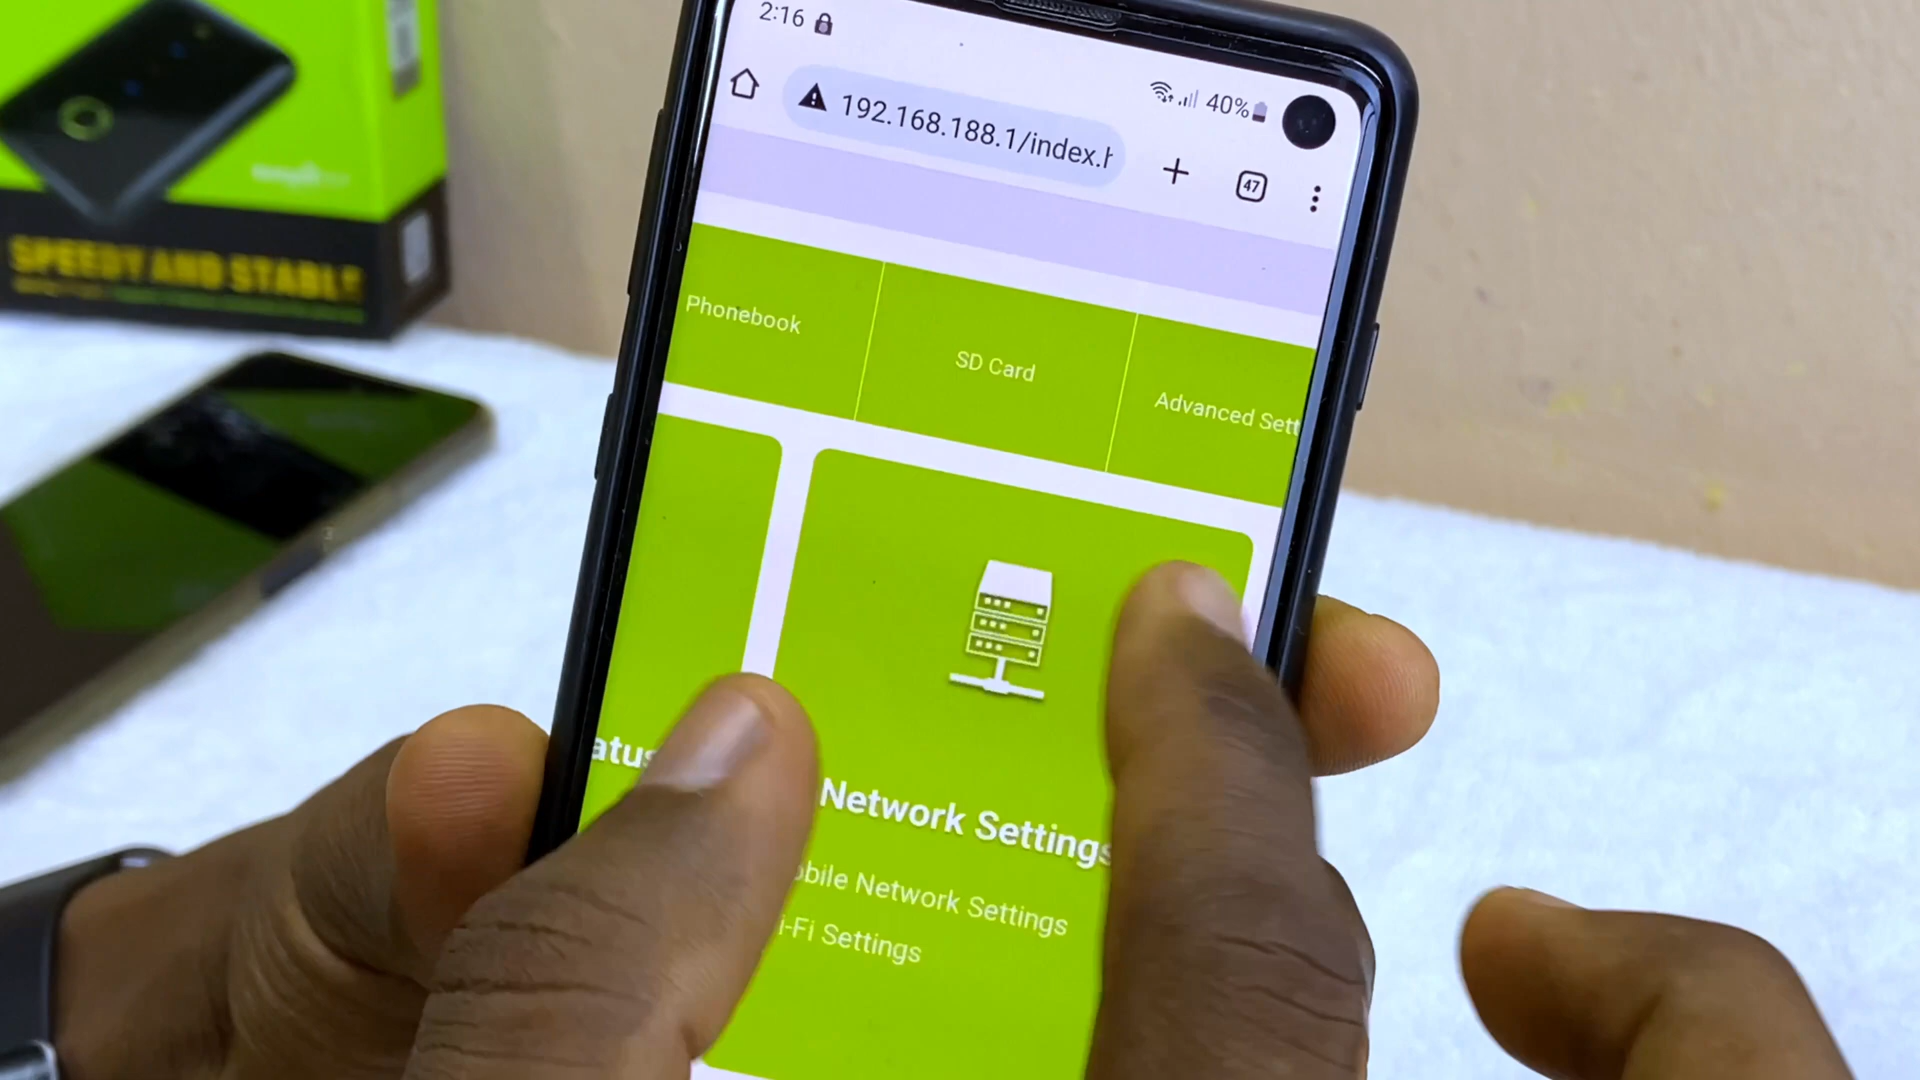 2:16
40%
192.168.188.1/index.h
47
Phonebook
SD Card
Advanced Sett
SPEEDY AND STABLE
atus
Network Settings
obile Network Settings
i-Fi Settings